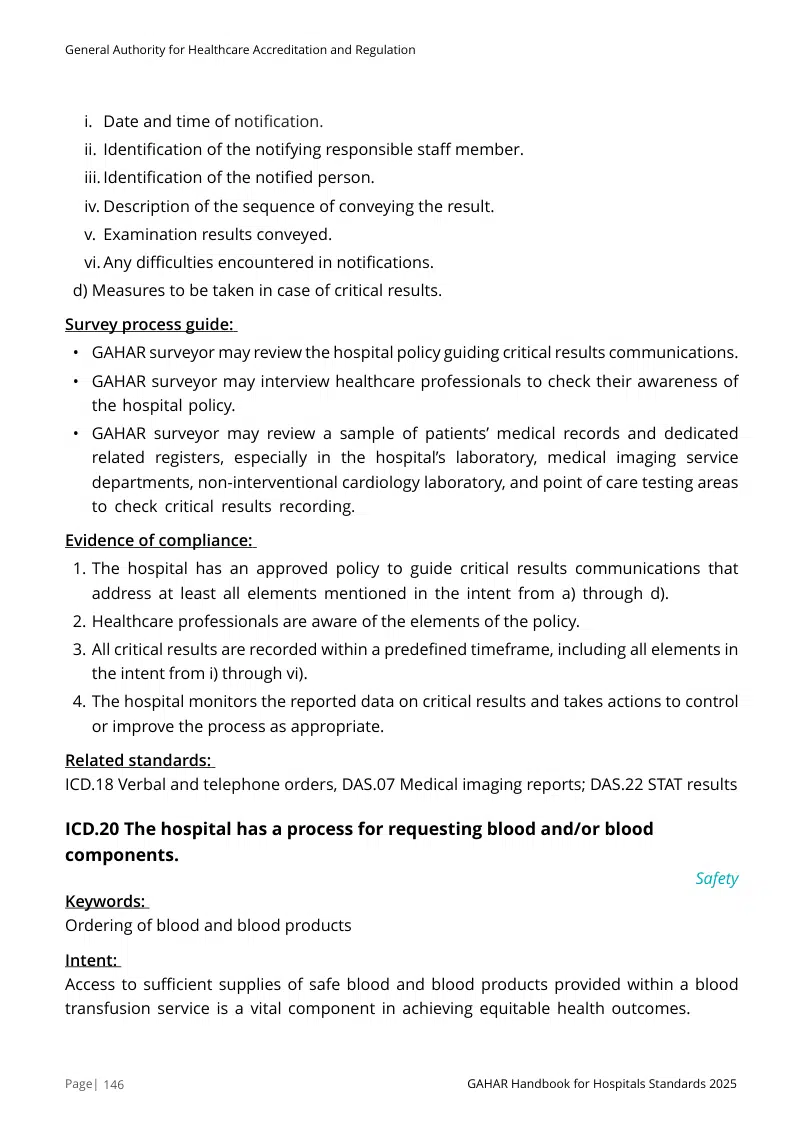 General Authority for Healthcare Accreditation and Regulation
i. Date and time of notification.
ii. Identification of the notifying responsible staff member.
iii. Identification of the notified person.
iv. Description of the sequence of conveying the result.
v. Examination results conveyed.
vi. Any difficulties encountered in notifications.
d) Measures to be taken in case of critical results.
Survey process guide:
• GAHAR surveyor may review the hospital policy guiding critical results communications.
• GAHAR surveyor may interview healthcare professionals to check their awareness of
the hospital policy.
• GAHAR surveyor may review a sample of patients’ medical records and dedicated
related registers, especially in the hospital’s laboratory, medical imaging service
departments, non-interventional cardiology laboratory, and point of care testing areas
to check critical results recording.
Evidence of compliance:
1. The hospital has an approved policy to guide critical results communications that
address at least all elements mentioned in the intent from a) through d).
2. Healthcare professionals are aware of the elements of the policy.
3. All critical results are recorded within a predefined timeframe, including all elements in
the intent from i) through vi).
4. The hospital monitors the reported data on critical results and takes actions to control
or improve the process as appropriate.
Related standards:
ICD.18 Verbal and telephone orders, DAS.07 Medical imaging reports; DAS.22 STAT results
ICD.20 The hospital has a process for requesting blood and/or blood
components.
Safety
Keywords:
Ordering of blood and blood products
Intent:
Access to sufficient supplies of safe blood and blood products provided within a blood
transfusion service is a vital component in achieving equitable health outcomes.
Page| 146
GAHAR Handbook for Hospitals Standards 2025